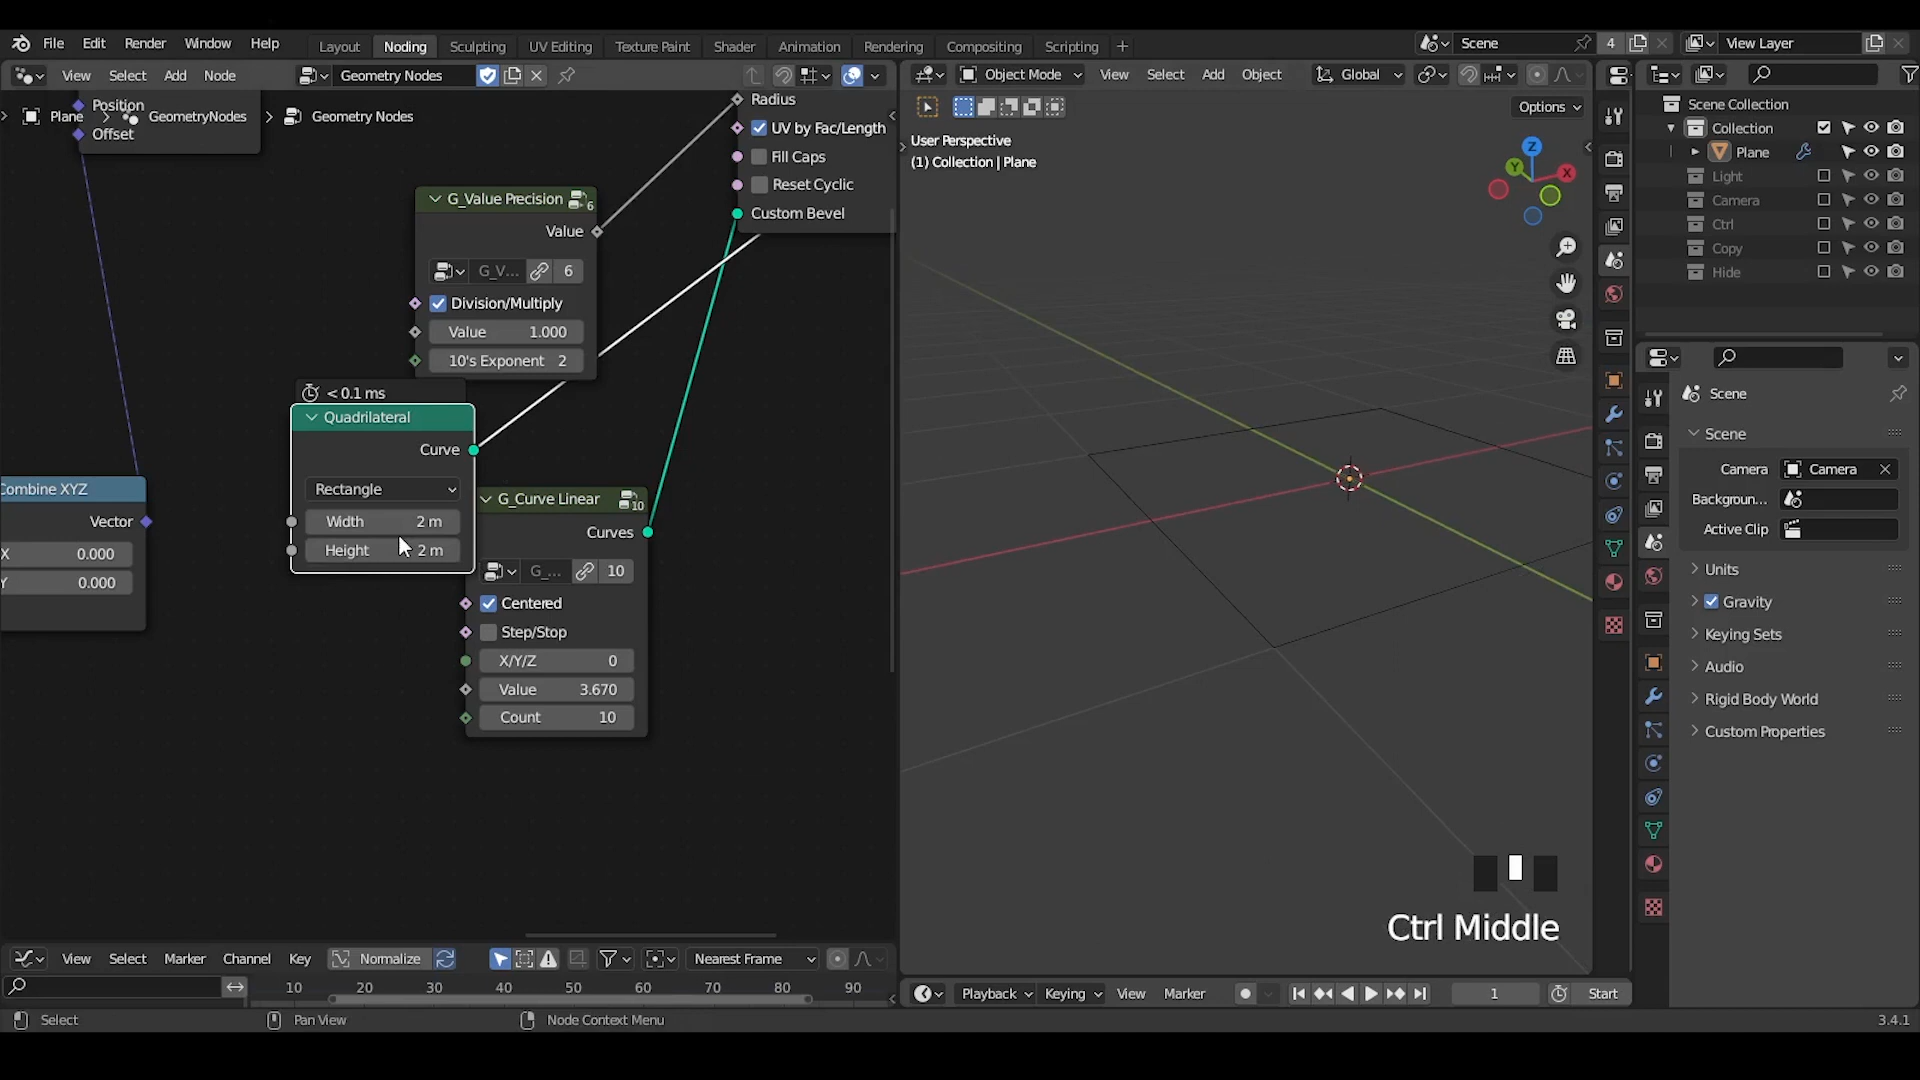 File Edit Render Window Help Layout Noding Sculpting UV Editing Texture Paint Shader Animation Rendering Compositing Scripting Scene 4 View Layer
View Select Add Node Geometry Nodes
Object Mode View Select Add Object Global
Options
Position
Plane > GeometryNodes > Geometry Nodes
Offset
Radius
UV by Fac/Length
Fill Caps
Reset Cyclic
Custom Bevel
G_Value Precision 6
Value
G_V... 6
Division/Multiply
Value 1.000
10's Exponent 2
< 0.1 ms
Quadrilateral
Curve
Rectangle
Width 2 m
Height 2 m
Combine XYZ
Vector
X 0.000
Y 0.000
G_Curve Linear 10
Curves
G_... 10
Centered
Step/Stop
X/Y/Z 0
Value 3.670
Count 10
User Perspective
(1) Collection | Plane
Z
Y
X
Ctrl Middle
Scene Collection
Collection
Plane
Light
Camera
Ctrl
Copy
Hide
Scene
Scene
Camera Camera
Backgroun...
Active Clip
Units
Gravity
Keying Sets
Audio
Rigid Body World
Custom Properties
View Select Marker Channel Key Normalize Nearest Frame
10 20 30 40 50 60 70 80 90
Playback Keying View Marker 1 Start
Select Pan View Node Context Menu 3.4.1